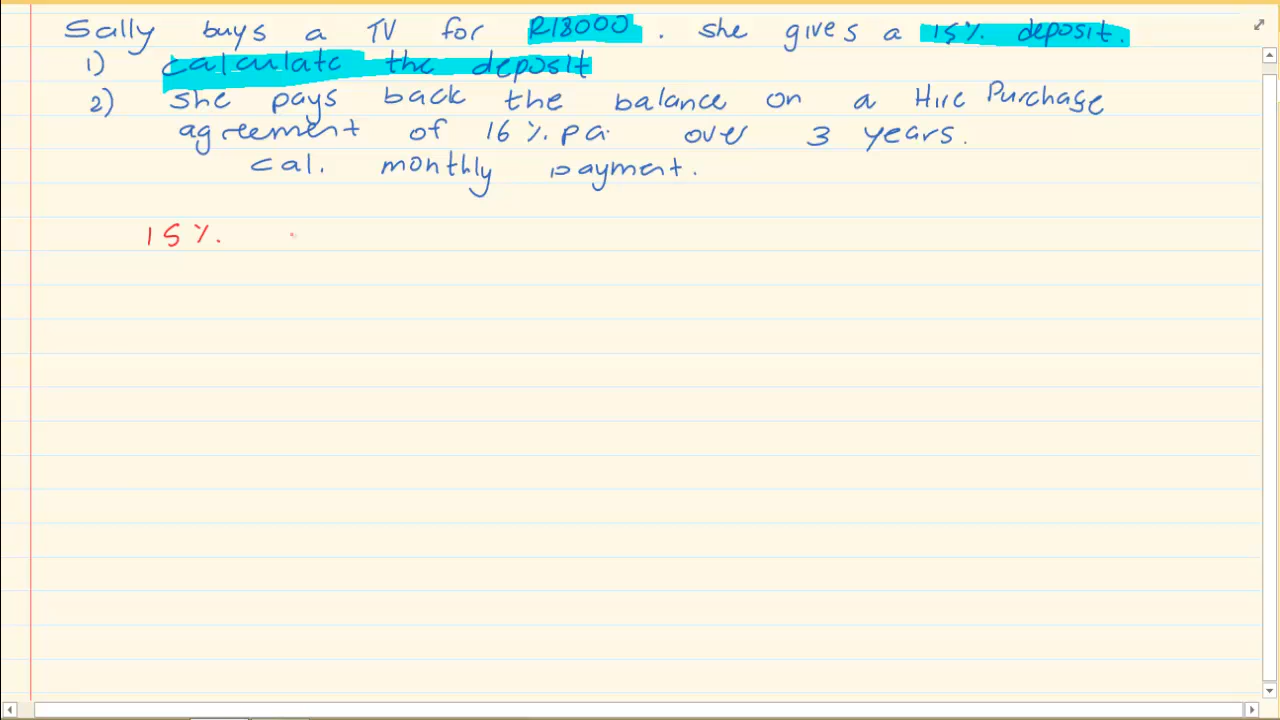 Sally buys a TV for R18000. She gives a 15% deposit.
1) calculate the deposit
2) She pays back the balance on a Hire Purchase
agreement of 16% pa. over 3 years.
cal. monthly payment.
15%